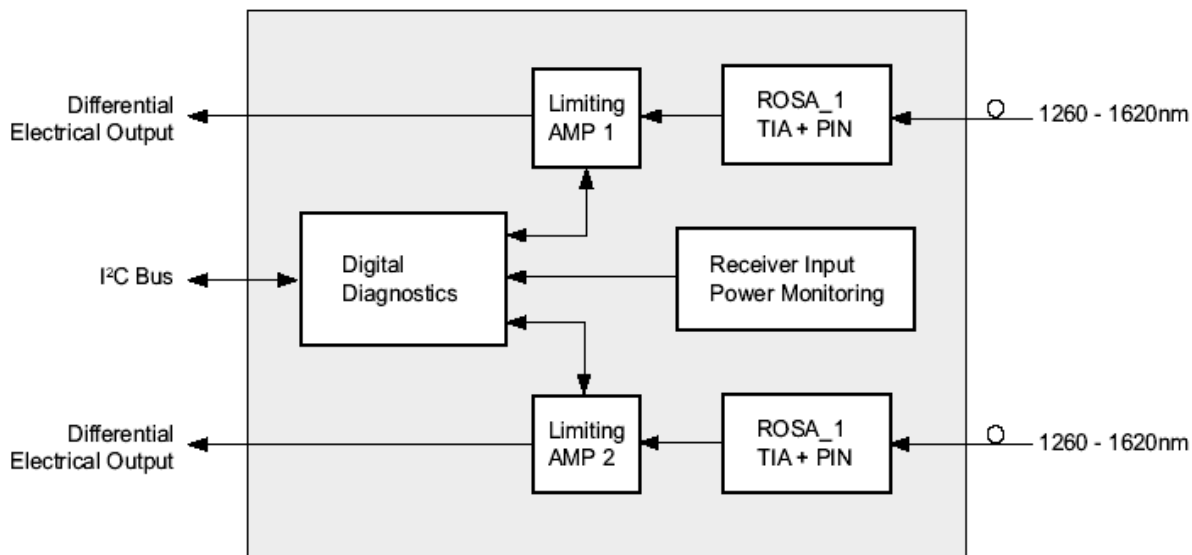 Differential
Electrical Output
Limiting
AMP 1
ROSA_1
TIA + PIN
1260 - 1620nm
I²C Bus
Digital
Diagnostics
Receiver Input
Power Monitoring
Differential
Electrical Output
Limiting
AMP 2
ROSA_1
TIA + PIN
1260 - 1620nm